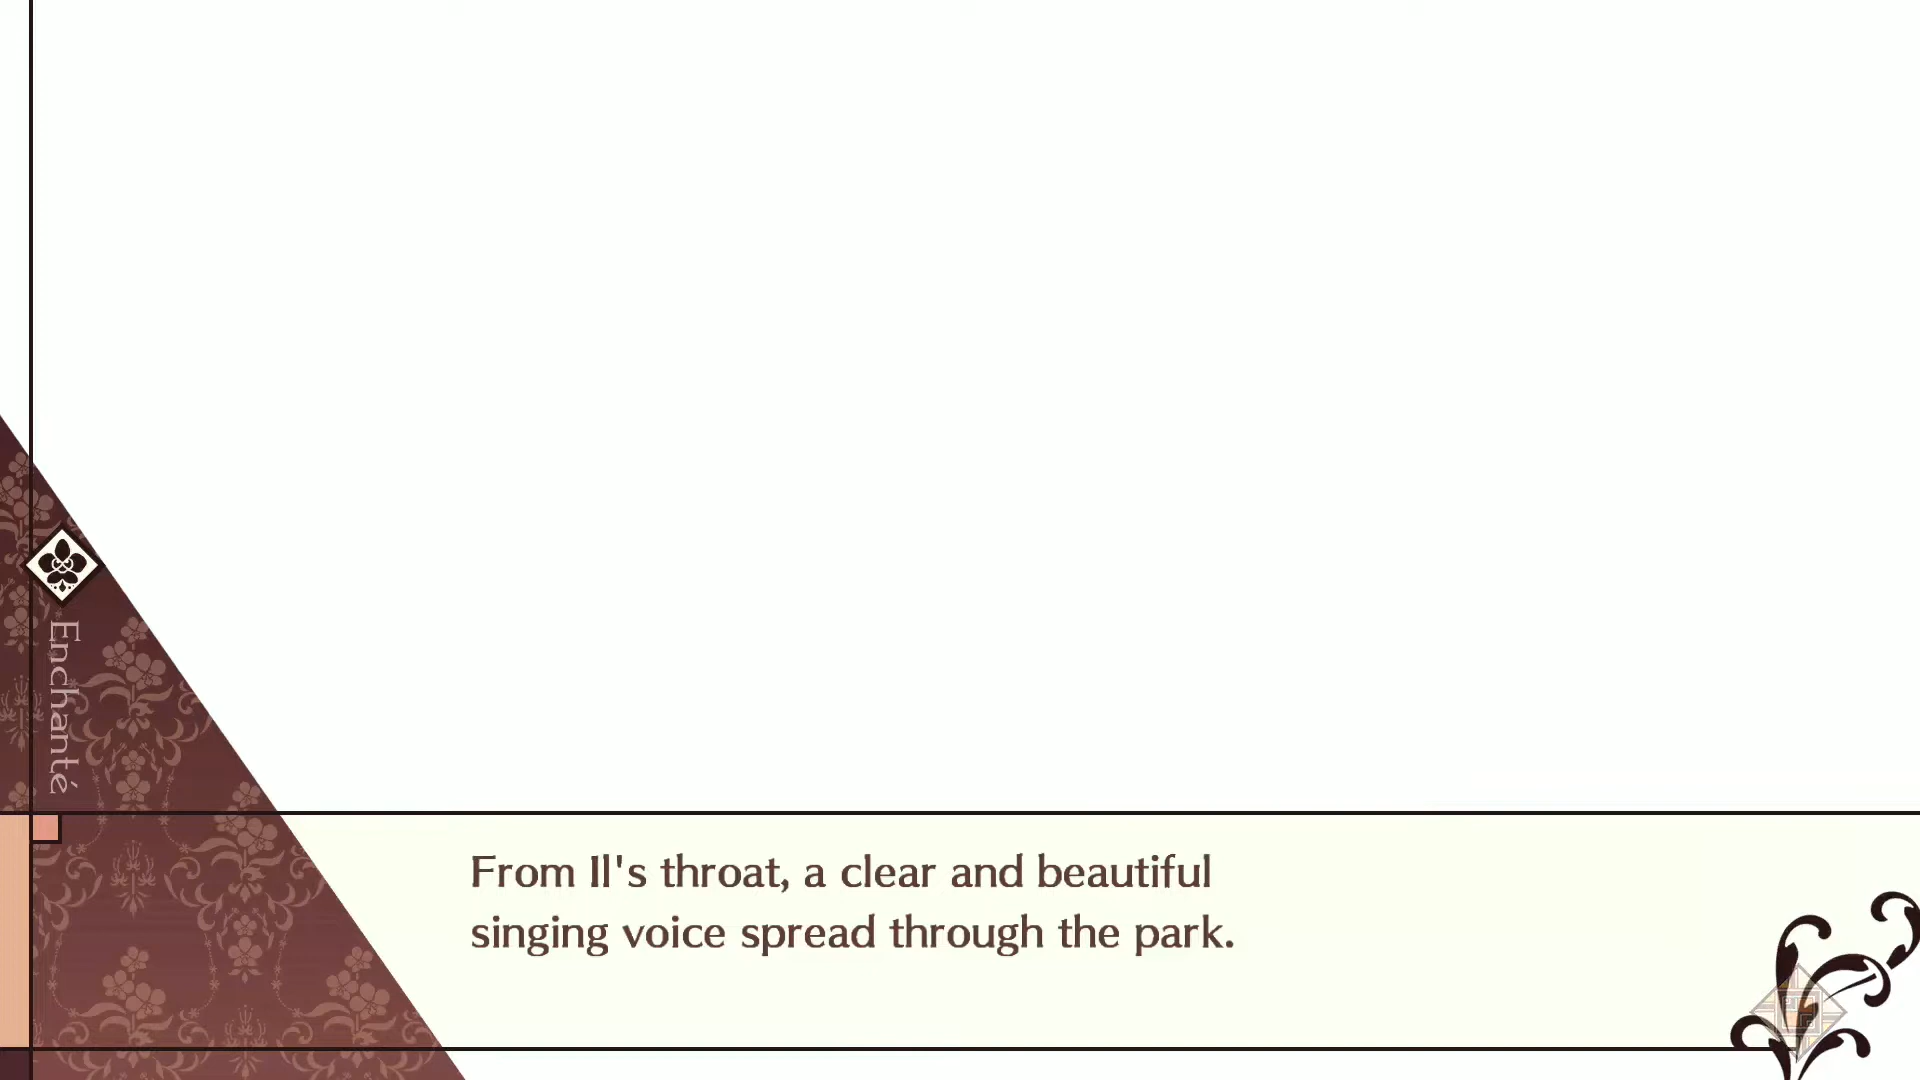 Enchanté
From Il's throat, a clear and beautiful
singing voice spread through the park.